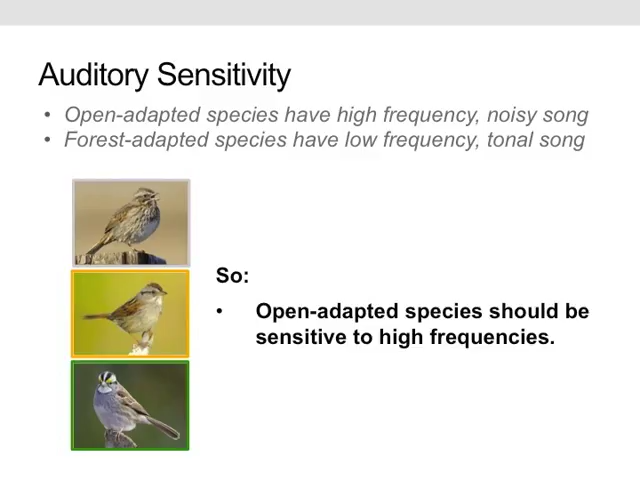 Auditory Sensitivity
• Open-adapted species have high frequency, noisy song
• Forest-adapted species have low frequency, tonal song
So:
• Open-adapted species should be
sensitive to high frequencies.